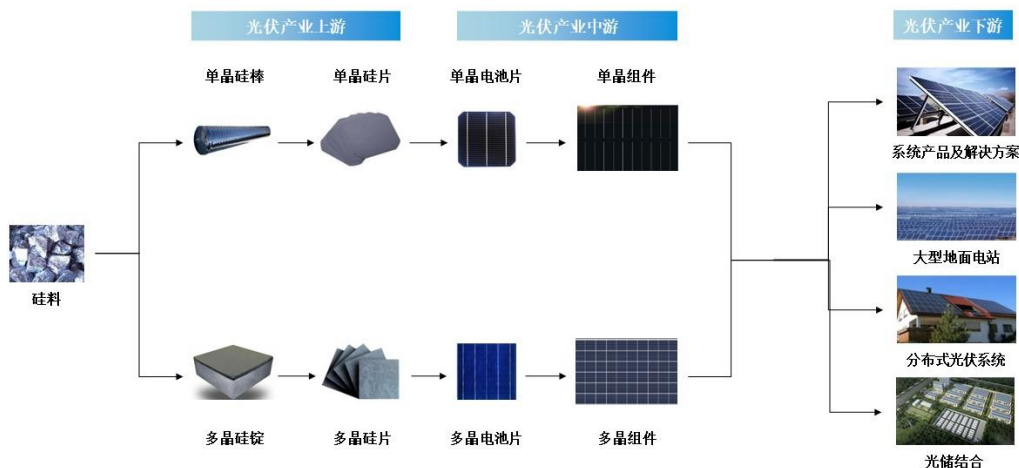 光伏产业上游
光伏产业中游
光伏产业下游
单晶硅棒
单晶硅片
单晶电池片
单晶组件
系统产品及解决方案
大型地面电站
硅料
分布式光伏系统
多晶硅锭
多晶硅片
多晶电池片
多晶组件
光储结合